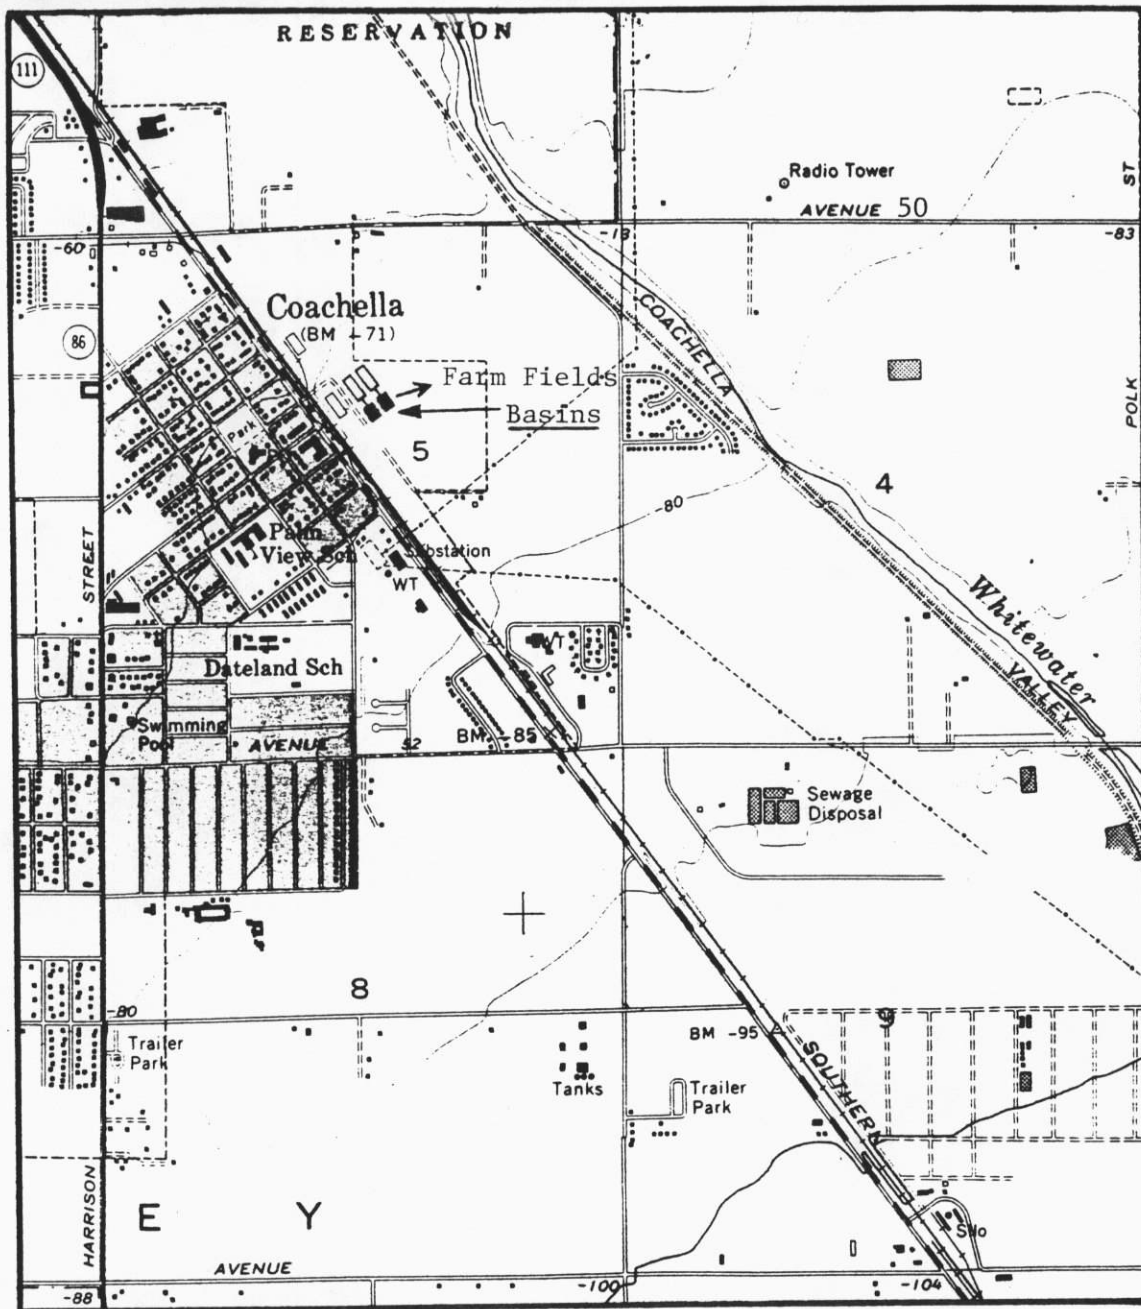 RESERVATION
111
Radio Tower
ST
AVENUE 50
-60
-13
-83
COACHELLA
Coachella
(BM -71)
86
Farm Fields
Basins
POLK
Park
5
4
80
Palm
View Sch
Substation
WT
STREET
Whitewater
WT
VALLEY
Dateland Sch
Swimming
Pool
AVENUE
52
BM -85
Sewage
Disposal
8
9
-80
BM -95
SOUTHERN
Trailer
Park
Tanks
Trailer
Park
HARRISON
E Y
Silo
AVENUE
-88
-100
-104